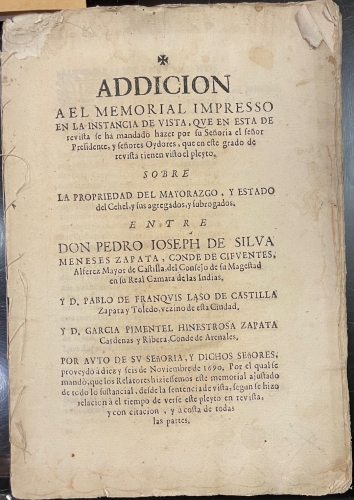 ✠
ADDICION
A EL MEMORIAL IMPRESSO
EN LA INSTANCIA DE VISTA, QVE EN ESTA DE
revista se ha mandado hazer por su Señoria el señor
Presidente, y señores Oydores, que en este grado de
revista tienen visto el pleyto.
SOBRE
LA PROPRIEDAD DEL MAYORAZGO, Y ESTADO
del Cehel, y sus agregados, y subrogados,
ENTRE
DON PEDRO IOSEPH DE SILVA
MENESES ZAPATA, CONDE DE CIFVENTES,
Alferez Mayor de Castilla, del Consejo de su Magestad
en su Real Camara de las Indias.
Y D. PABLO DE FRANQVIS LASO DE CASTILLA
Zapata y Toledo, vezino de esta Ciudad.
Y D. GARCIA PIMENTEL HINESTROSA ZAPATA
Cardenas y Ribera, Conde de Arenales.
POR AVTO DE SV SEÑORIA, Y DICHOS SEÑORES,
proveydo à diez y seis de Noviembre de 1690. Por el qual se
mandò, que los Relatores hiziessemos este memorial ajustado
de todo lo sustancial, desde la sentencia de vista, segun se hizo
relacion à el tiempo de verse este pleyto en revista,
y con citacion, y à costa de todas
las partes.